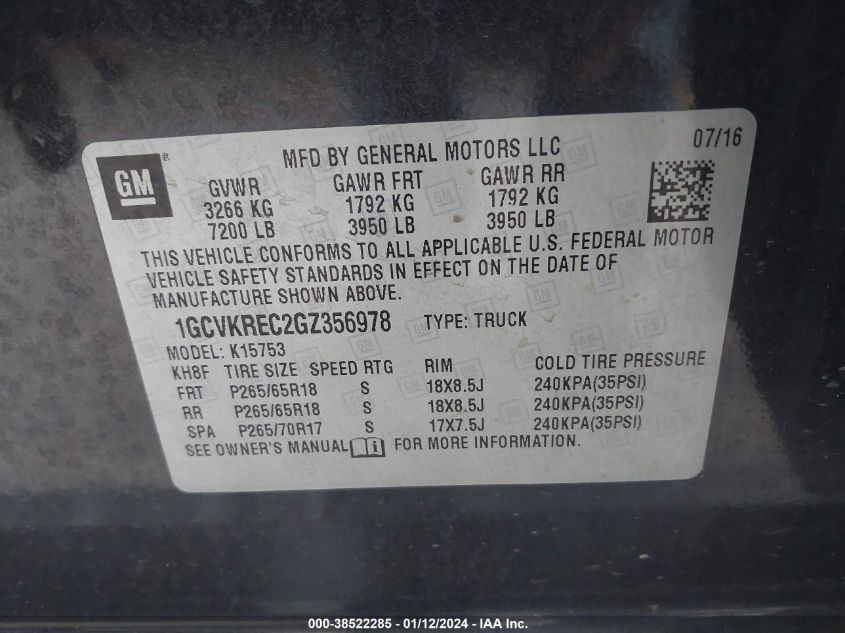 07/16
GM
MFD BY GENERAL MOTORS LLC
GVWR GAWR FRT GAWR RR
3266 KG 1792 KG 1792 KG
7200 LB 3950 LB 3950 LB
THIS VEHICLE CONFORMS TO ALL APPLICABLE U.S. FEDERAL MOTOR
VEHICLE SAFETY STANDARDS IN EFFECT ON THE DATE OF
MANUFACTURE SHOWN ABOVE.
1GCVKREC2GZ356978 TYPE: TRUCK
MODEL: K15753
KH8F TIRE SIZE SPEED RTG RIM COLD TIRE PRESSURE
FRT P265/65R18 S 18X8.5J 240KPA(35PSI)
RR P265/65R18 S 18X8.5J 240KPA(35PSI)
SPA P265/70R17 S 17X7.5J 240KPA(35PSI)
SEE OWNER'S MANUAL FOR MORE INFORMATION.
000-38522285 - 01/12/2024 - IAA Inc.